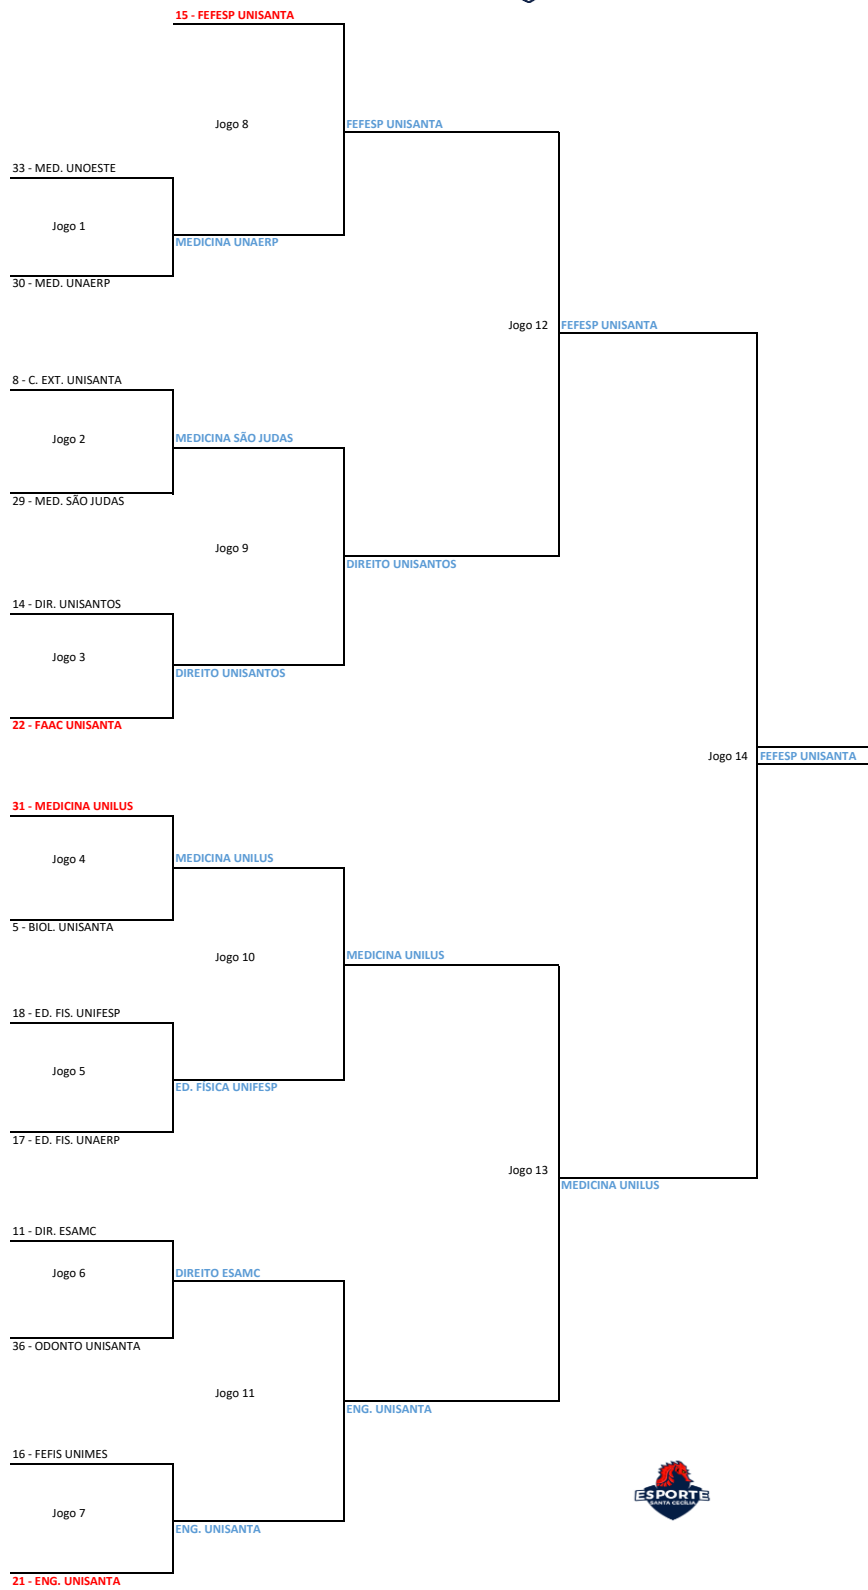 15 - FEFESP UNISANTA
Jogo 8
FEFESP UNISANTA
33 - MED. UNOESTE
Jogo 1
MEDICINA UNAERP
30 - MED. UNAERP
Jogo 12
FEFESP UNISANTA
8 - C. EXT. UNISANTA
Jogo 2
MEDICINA SÃO JUDAS
29 - MED. SÃO JUDAS
Jogo 9
DIREITO UNISANTOS
14 - DIR. UNISANTOS
Jogo 3
DIREITO UNISANTOS
22 - FAAC UNISANTA
Jogo 14
FEFESP UNISANTA
31 - MEDICINA UNILUS
Jogo 4
MEDICINA UNILUS
5 - BIOL. UNISANTA
Jogo 10
MEDICINA UNILUS
18 - ED. FIS. UNIFESP
Jogo 5
ED. FÍSICA UNIFESP
17 - ED. FIS. UNAERP
Jogo 13
MEDICINA UNILUS
11 - DIR. ESAMC
Jogo 6
DIREITO ESAMC
36 - ODONTO UNISANTA
Jogo 11
ENG. UNISANTA
16 - FEFIS UNIMES
Jogo 7
ENG. UNISANTA
21 - ENG. UNISANTA
ESPORTE
SANTA CECÍLIA